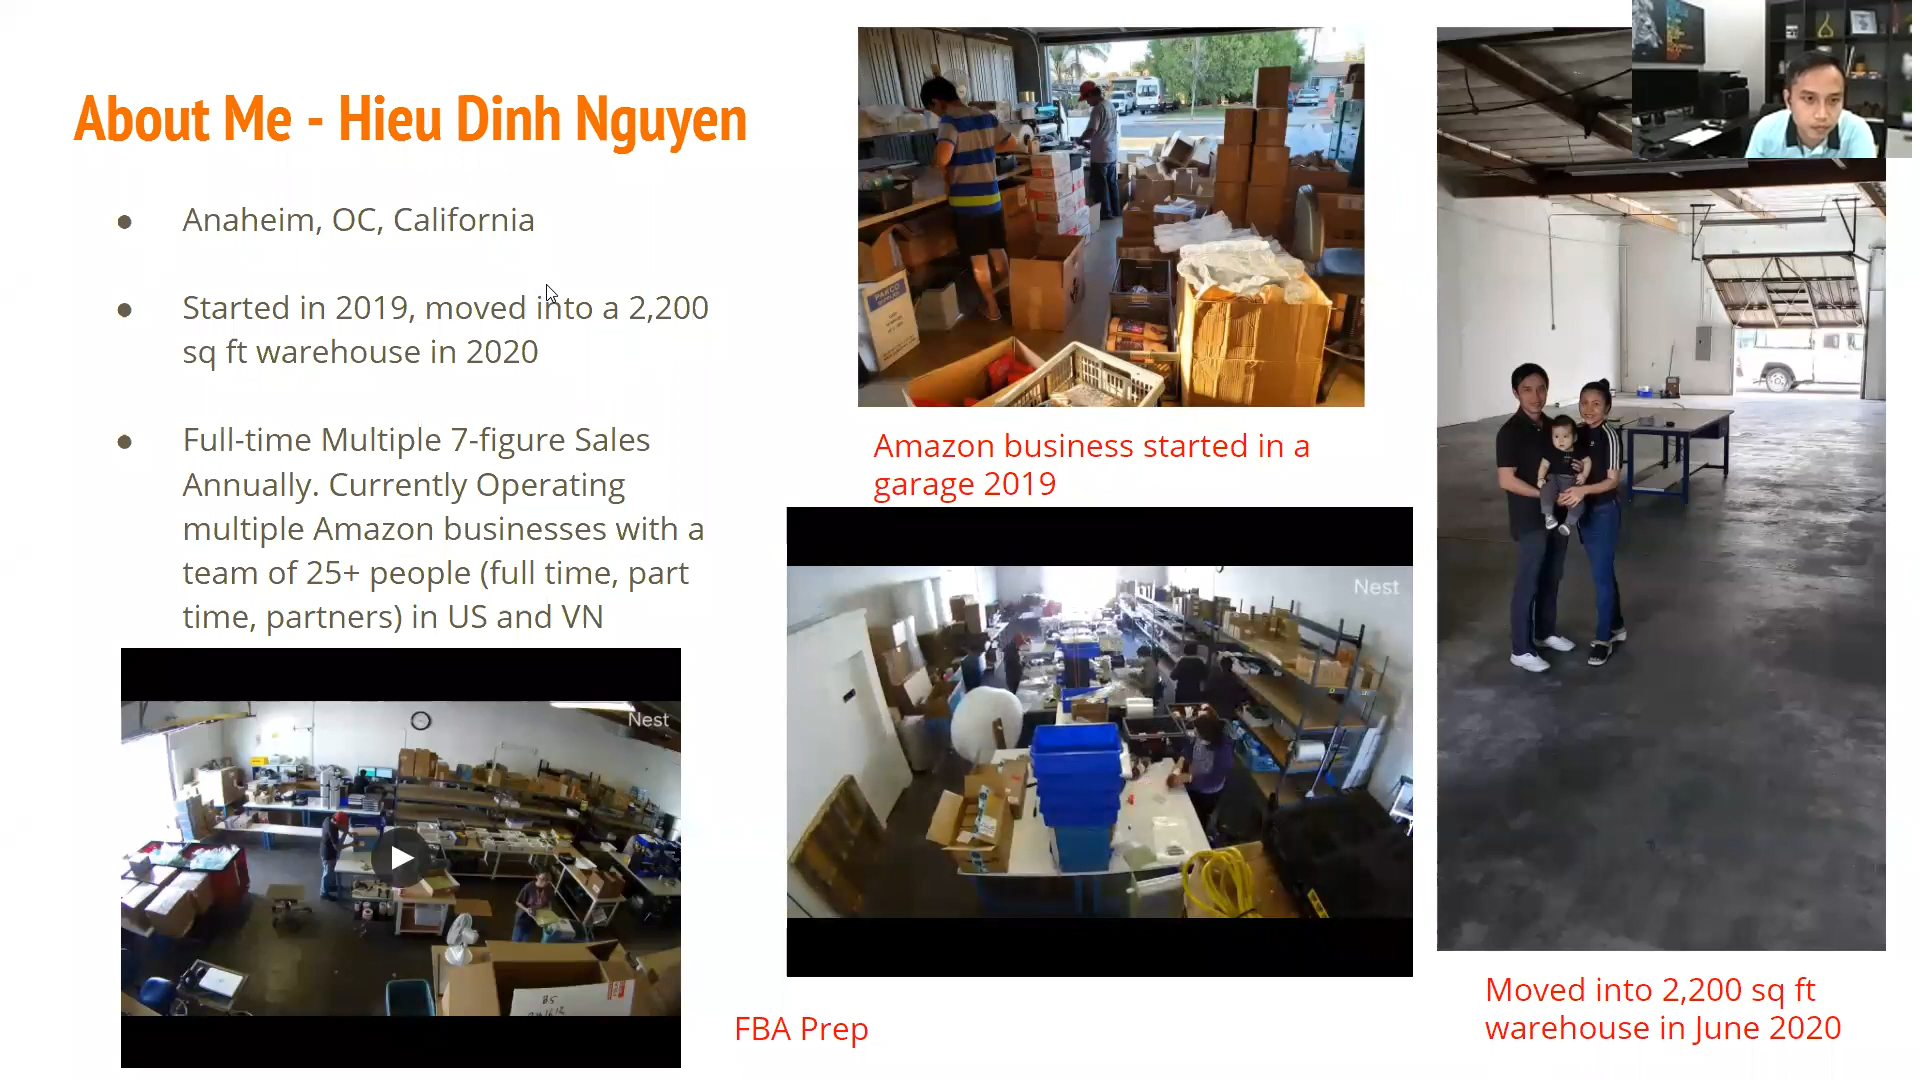 About Me - Hieu Dinh Nguyen
● Anaheim, OC, California
● Started in 2019, moved into a 2,200
sq ft warehouse in 2020
● Full-time Multiple 7-figure Sales
Annually. Currently Operating
multiple Amazon businesses with a
team of 25+ people (full time, part
time, partners) in US and VN
Amazon business started in a
garage 2019
Nest
Nest
FBA Prep
Moved into 2,200 sq ft
warehouse in June 2020